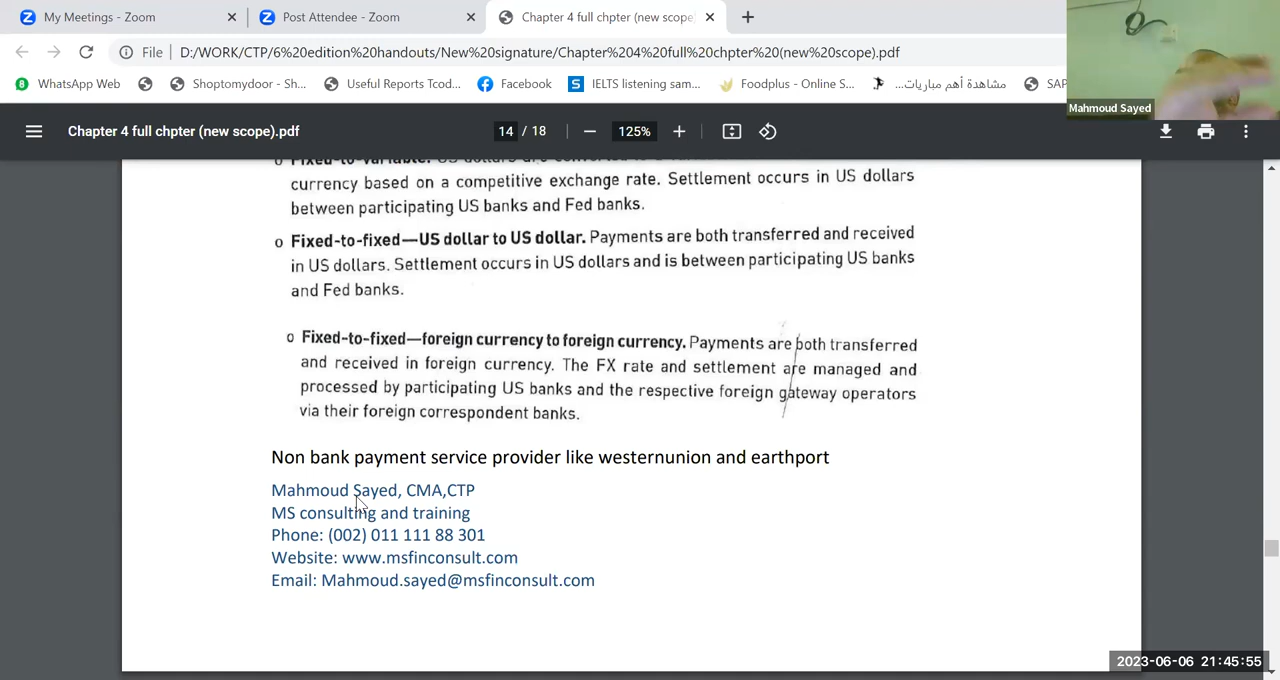 My Meetings - Zoom
Post Attendee - Zoom
Chapter 4 full chpter (new scope
File
D:/WORK/CTP/6%20edition%20handouts/New%20signature/Chapter%204%20full%20chpter%20(new%20scope).pdf
WhatsApp Web
Shoptomydoor - Sh...
Useful Reports Tcod...
Facebook
IELTS listening sam...
Foodplus - Online S...
مشاهدة أهم مباريات...
SAP
Mahmoud Sayed
Chapter 4 full chpter (new scope).pdf
14 / 18
125%
o Fixed-to-variable. US dollars are converted to a
currency based on a competitive exchange rate. Settlement occurs in US dollars
between participating US banks and Fed banks.
o Fixed-to-fixed—US dollar to US dollar. Payments are both transferred and received
in US dollars. Settlement occurs in US dollars and is between participating US banks
and Fed banks.
o Fixed-to-fixed—foreign currency to foreign currency. Payments are both transferred
and received in foreign currency. The FX rate and settlement are managed and
processed by participating US banks and the respective foreign gateway operators
via their foreign correspondent banks.
Non bank payment service provider like westernunion and earthport
Mahmoud Sayed, CMA,CTP
MS consulting and training
Phone: (002) 011 111 88 301
Website: www.msfinconsult.com
Email: Mahmoud.sayed@msfinconsult.com
2023-06-06 21:45:55